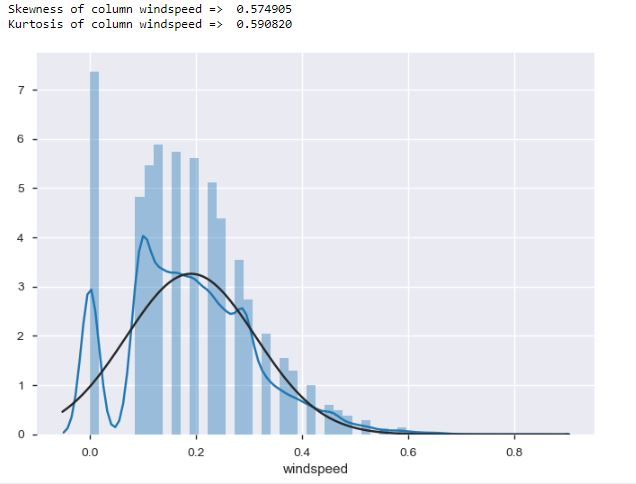 Skewness of column windspeed =>  0.574905
Kurtosis of column windspeed =>  0.590820
7
6
5
4
3
2
1
0
0.0 0.2 0.4 0.6 0.8
windspeed